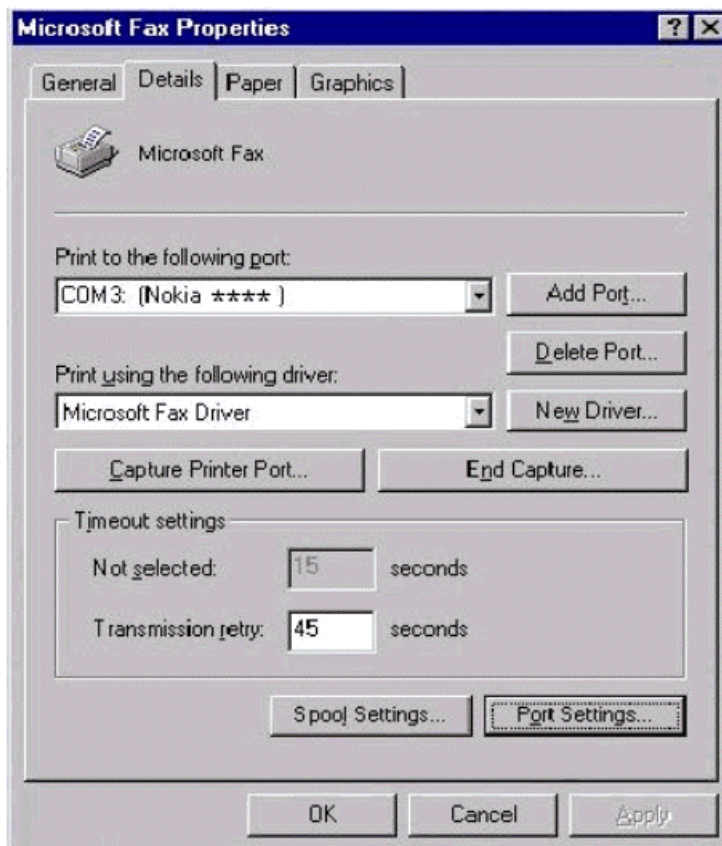 Microsoft Fax Properties ? X
General Details Paper Graphics
Microsoft Fax
Print to the following port:
COM3: (Nokia **** ) Add Port...
Delete Port...
Print using the following driver:
Microsoft Fax Driver New Driver...
Capture Printer Port... End Capture...
Timeout settings
Not selected: 15 seconds
Transmission retry: 45 seconds
Spool Settings... Port Settings...
OK Cancel Apply